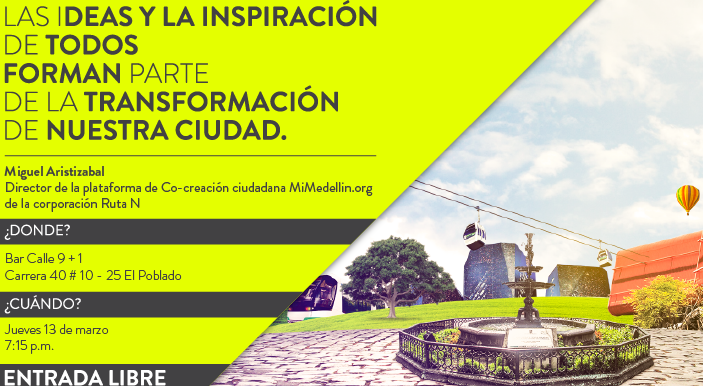 LAS IDEAS Y LA INSPIRACIÓN
DE TODOS
FORMAN PARTE
DE LA TRANSFORMACIÓN
DE NUESTRA CIUDAD.
Miguel Aristizabal
Director de la plataforma de Co-creación ciudadana MiMedellin.org
de la corporación Ruta N
¿DONDE?
Bar Calle 9 + 1
Carrera 40 # 10 - 25 El Poblado
¿CUÁNDO?
Jueves 13 de marzo
7:15 p.m.
ENTRADA LIBRE